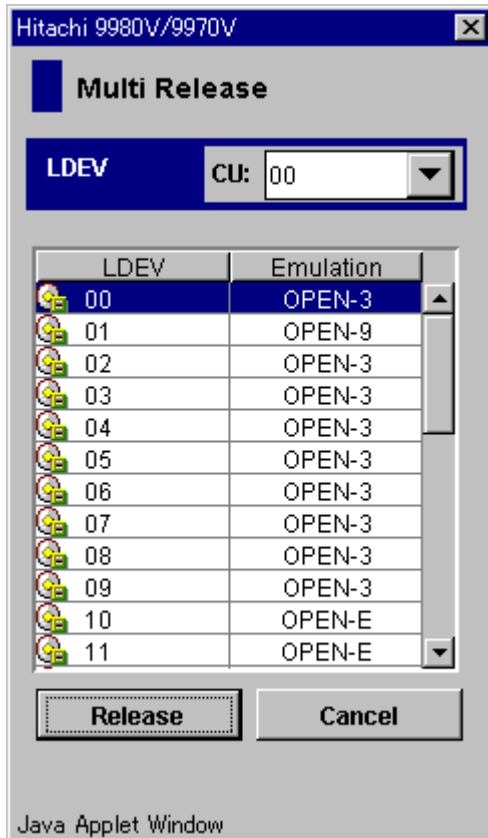 Hitachi 9980V/9970V
Multi Release
LDEV CU: 00
LDEV Emulation
00 OPEN-3
01 OPEN-9
02 OPEN-3
03 OPEN-3
04 OPEN-3
05 OPEN-3
06 OPEN-3
07 OPEN-3
08 OPEN-3
09 OPEN-3
10 OPEN-E
11 OPEN-E
Release Cancel
Java Applet Window